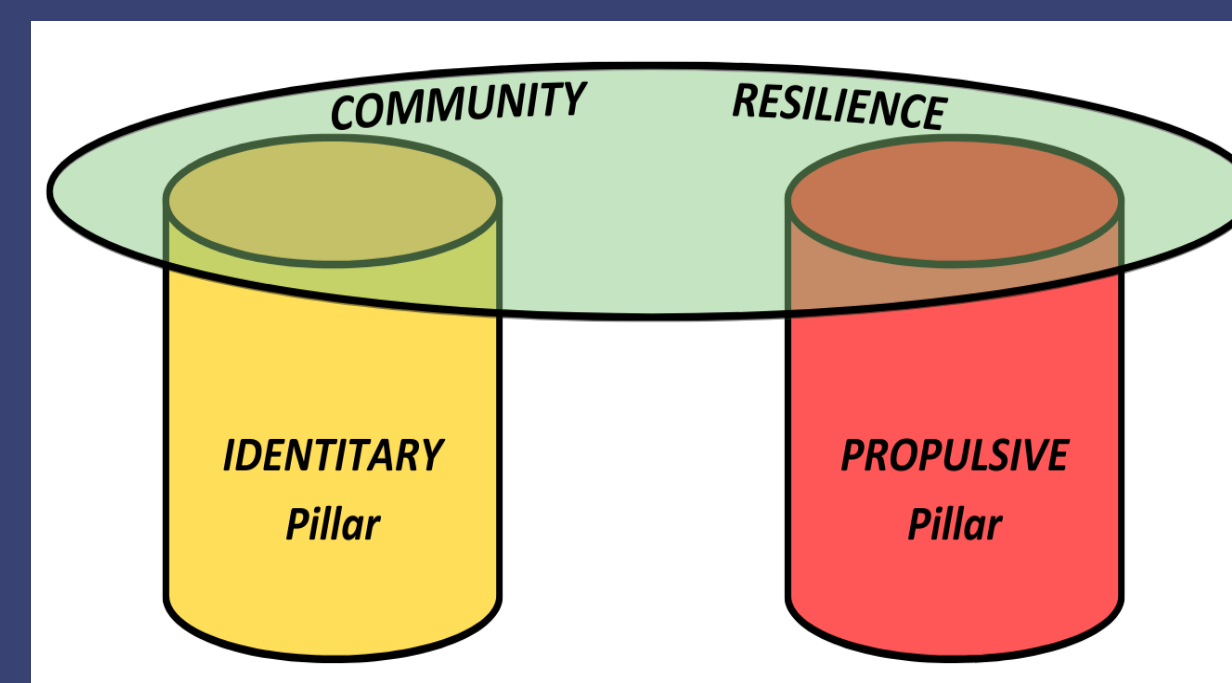 COMMUNITY RESILIENCE
IDENTITARY
Pillar
PROPULSIVE
Pillar